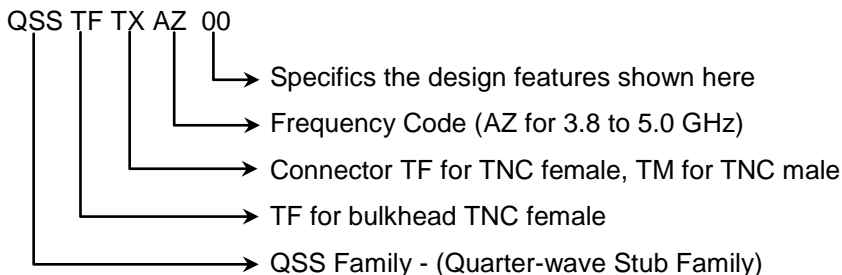 QSS TF TX AZ 00
Specifics the design features shown here
Frequency Code (AZ for 3.8 to 5.0 GHz)
Connector TF for TNC female, TM for TNC male
TF for bulkhead TNC female
QSS Family - (Quarter-wave Stub Family)